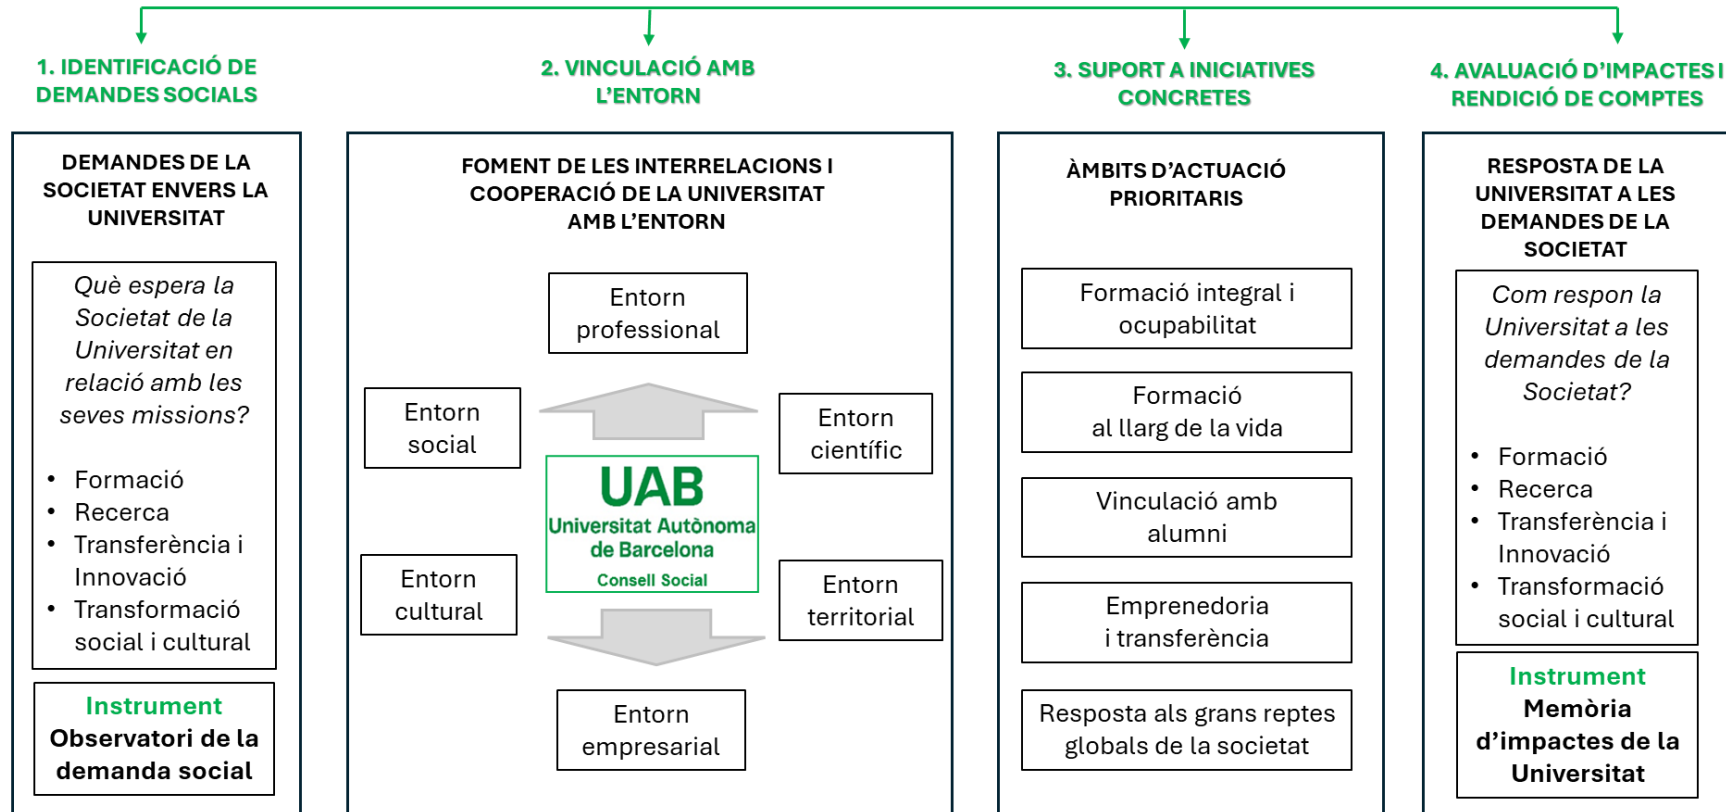 1. IDENTIFICACIÓ DE
DEMANDES SOCIALS
DEMANDES DE LA
SOCIETAT ENVERS LA
UNIVERSITAT
Què espera la
Societat de la
Universitat en
relació amb les
seves missions?
• Formació
• Recerca
• Transferència i
Innovació
• Transformació
social i cultural
Instrument
Observatori de la
demanda social
2. VINCULACIÓ AMB
L’ENTORN
FOMENT DE LES INTERRELACIONS I
COOPERACIÓ DE LA UNIVERSITAT
AMB L’ENTORN
Entorn
professional
Entorn
social
Entorn
científic
UAB
Universitat Autònoma
de Barcelona
Consell Social
Entorn
cultural
Entorn
territorial
Entorn
empresarial
3. SUPORT A INICIATIVES
CONCRETES
ÀMBITS D’ACTUACIÓ
PRIORITARIS
Formació integral i
ocupabilitat
Formació
al llarg de la vida
Vinculació amb
alumni
Emprenedoria
i transferència
Resposta als grans reptes
globals de la societat
4. AVALUACIÓ D’IMPACTES I
RENDICIÓ DE COMPTES
RESPOSTA DE LA
UNIVERSITAT A LES
DEMANDES DE LA
SOCIETAT
Com respon la
Universitat a les
demandes de la
Societat?
• Formació
• Recerca
• Transferència i
Innovació
• Transformació
social i cultural
Instrument
Memòria
d’impactes de la
Universitat